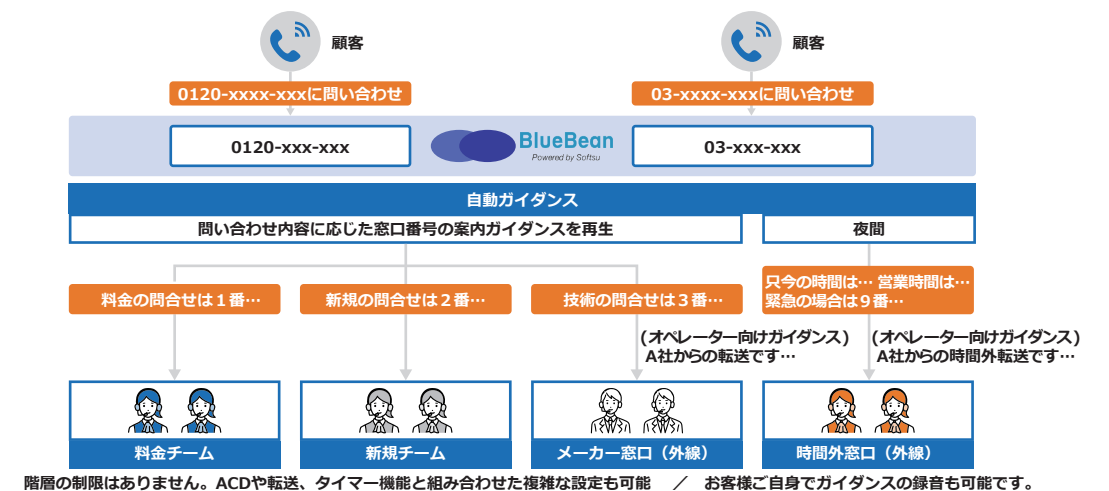 顧客
顧客
0120-xxxx-xxxに問い合わせ
03-xxxx-xxxに問い合わせ
0120-xxx-xxx
BlueBean
Powered by Softsu
03-xxx-xxx
自動ガイダンス
問い合わせ内容に応じた窓口番号の案内ガイダンスを再生
夜間
料金の問合せは１番…
新規の問合せは２番…
技術の問合せは３番…
只今の時間は… 営業時間は…
緊急の場合は９番…
(オペレーター向けガイダンス)
A社からの転送です…
(オペレーター向けガイダンス)
A社からの時間外転送です…
料金チーム
新規チーム
メーカー窓口（外線）
時間外窓口（外線）
階層の制限はありません。ACDや転送、タイマー機能と組み合わせた複雑な設定も可能　／　お客様ご自身でガイダンスの録音も可能です。